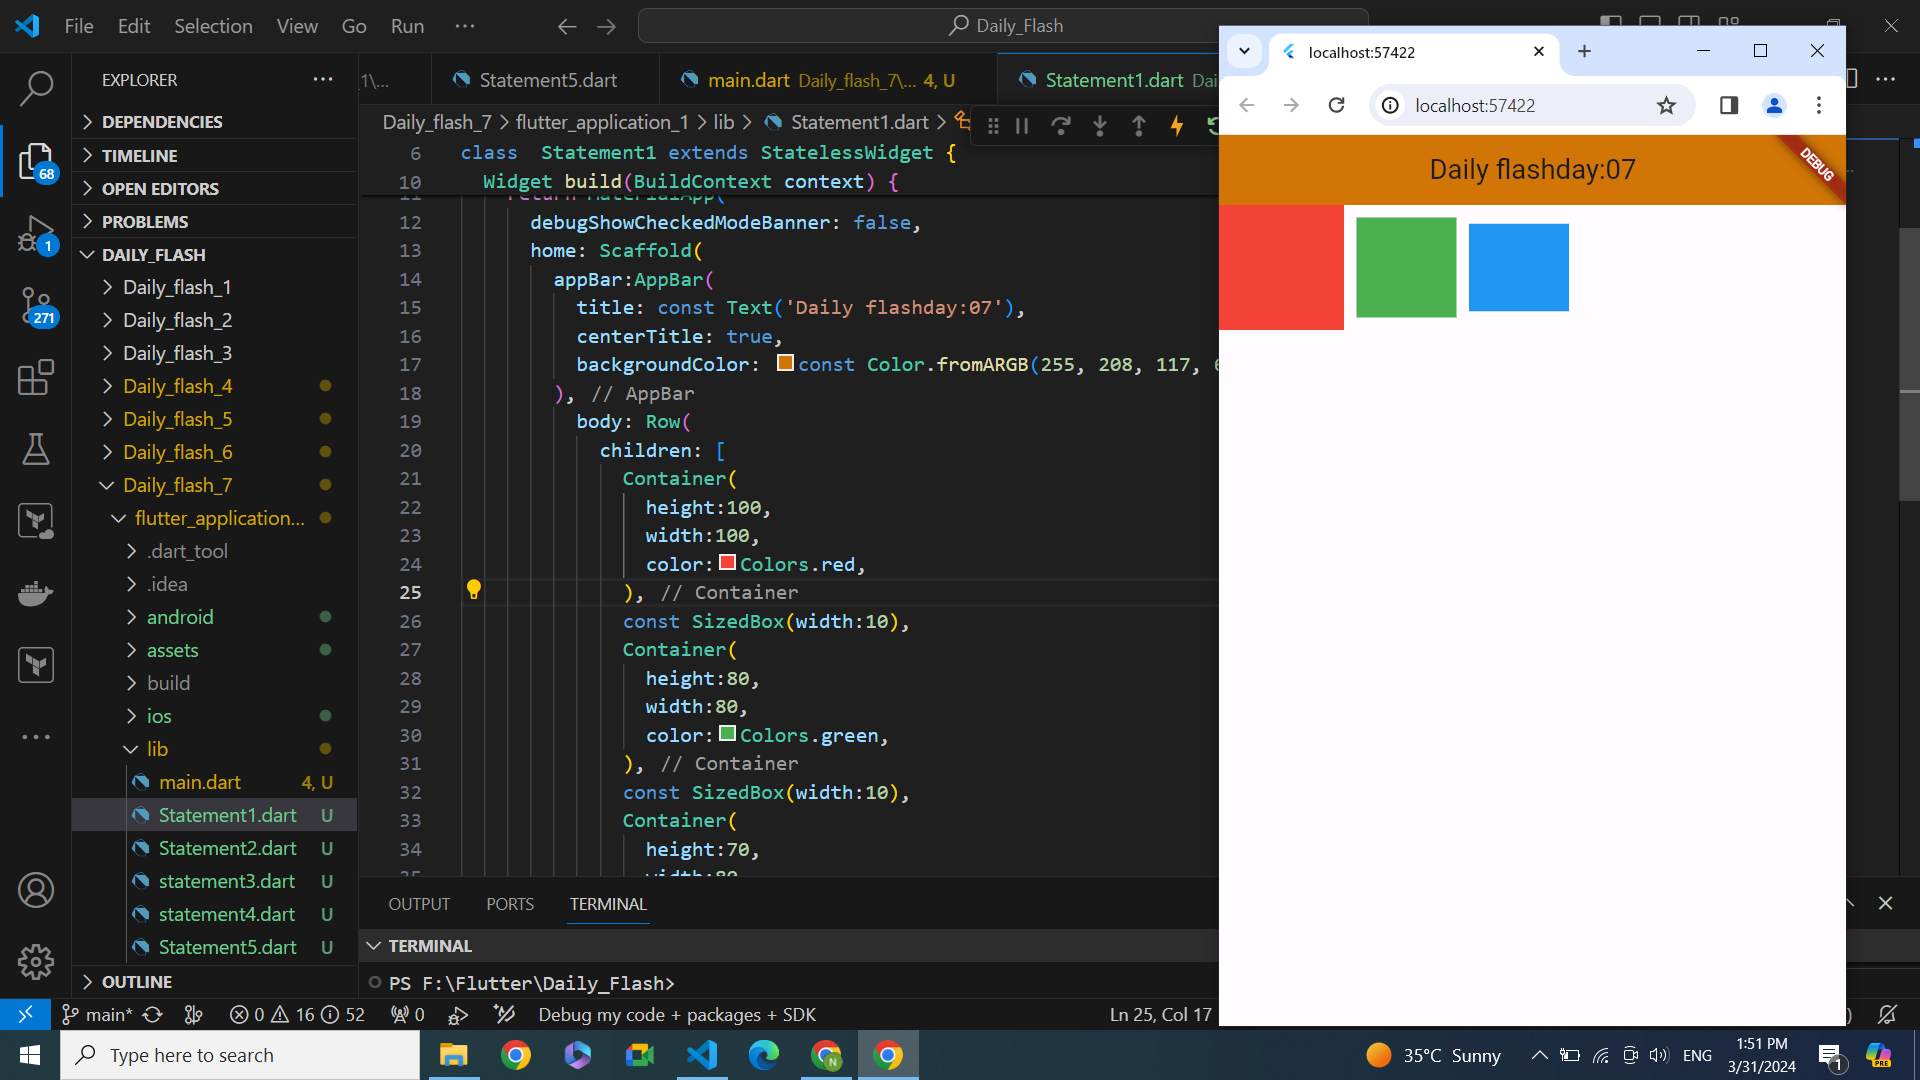 File Edit Selection View Go Run ··· Daily_Flash
EXPLORER ···
DEPENDENCIES
TIMELINE
OPEN EDITORS
PROBLEMS
DAILY_FLASH
Daily_flash_1
Daily_flash_2
Daily_flash_3
Daily_flash_4
Daily_flash_5
Daily_flash_6
Daily_flash_7
flutter_application...
.dart_tool
.idea
android
assets
build
ios
lib
main.dart 4, U
Statement1.dart U
Statement2.dart U
statement3.dart U
statement4.dart U
Statement5.dart U
OUTLINE
68
1
271
1\... Statement5.dart main.dart Daily_flash_7\... 4, U Statement1.dart Dai
Daily_flash_7 > flutter_application_1 > lib > Statement1.dart >
6 class Statement1 extends StatelessWidget {
10 Widget build(BuildContext context) {
11 return MaterialApp(
12 debugShowCheckedModeBanner: false,
13 home: Scaffold(
14 appBar:AppBar(
15 title: const Text('Daily flashday:07'),
16 centerTitle: true,
17 backgroundColor: const Color.fromARGB(255, 208, 117,
18 ), // AppBar
19 body: Row(
20 children: [
21 Container(
22 height:100,
23 width:100,
24 color: Colors.red,
25 ), // Container
26 const SizedBox(width:10),
27 Container(
28 height:80,
29 width:80,
30 color: Colors.green,
31 ), // Container
32 const SizedBox(width:10),
33 Container(
34 height:70,
35 width:80
OUTPUT PORTS TERMINAL
TERMINAL
PS F:\Flutter\Daily_Flash>
main* 0 16 52 0 Debug my code + packages + SDK Ln 25, Col 17
localhost:57422
localhost:57422
Daily flashday:07
DEBUG
Type here to search
N
35°C Sunny
ENG
1:51 PM
3/31/2024
1
PRE